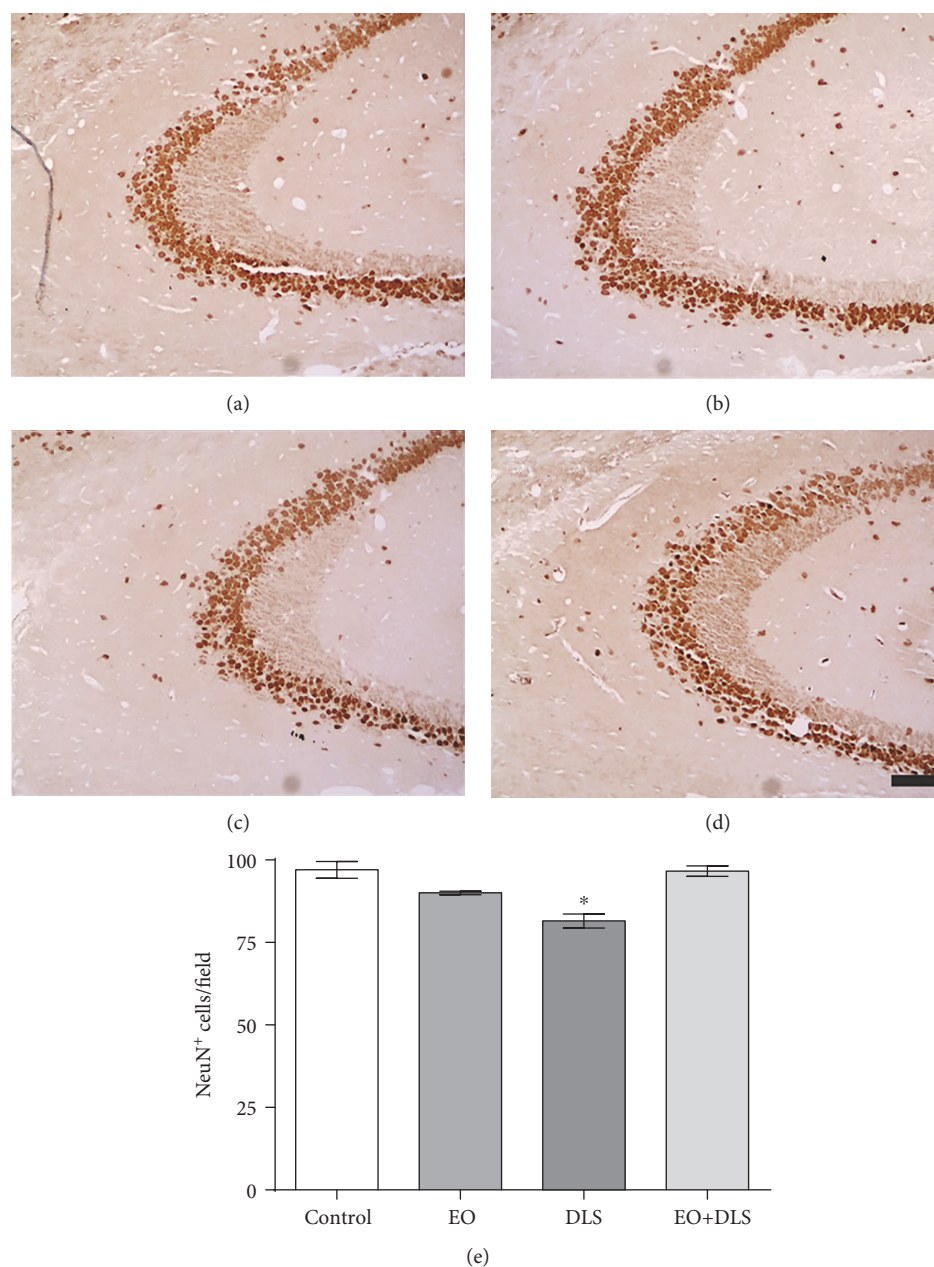 (a)
(b)
(c)
(d)
100
75
50
25
0
NeuN⁺ cells/field
*
Control EO DLS EO+DLS
(e)